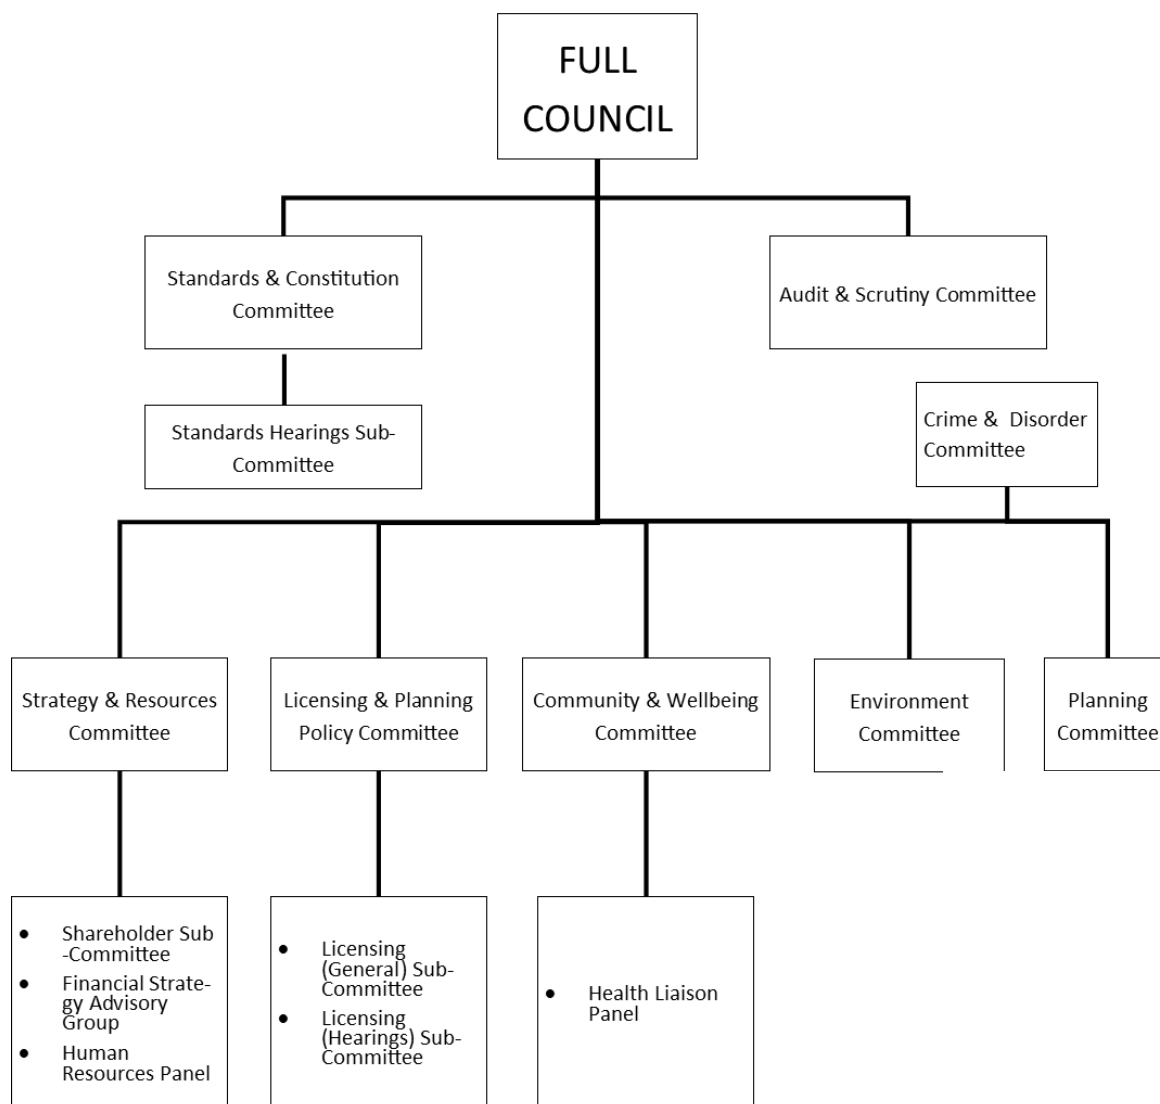 FULL
COUNCIL
Standards & Constitution
Committee
Audit & Scrutiny Committee
Standards Hearings Sub-
Committee
Crime & Disorder
Committee
Strategy & Resources
Committee
Licensing & Planning
Policy Committee
Community & Wellbeing
Committee
Environment
Committee
Planning
Committee
• Shareholder Sub
-Committee
• Financial Strate-
gy Advisory
Group
• Human
Resources Panel
• Licensing
(General) Sub-
Committee
• Licensing
(Hearings) Sub-
Committee
• Health Liaison
Panel